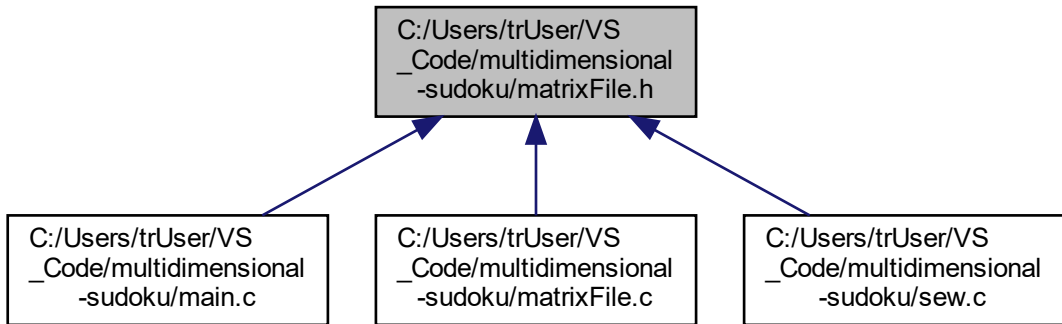 C:/Users/trUser/VS
_Code/multidimensional
-sudoku/matrixFile.h
C:/Users/trUser/VS
_Code/multidimensional
-sudoku/main.c
C:/Users/trUser/VS
_Code/multidimensional
-sudoku/matrixFile.c
C:/Users/trUser/VS
_Code/multidimensional
-sudoku/sew.c